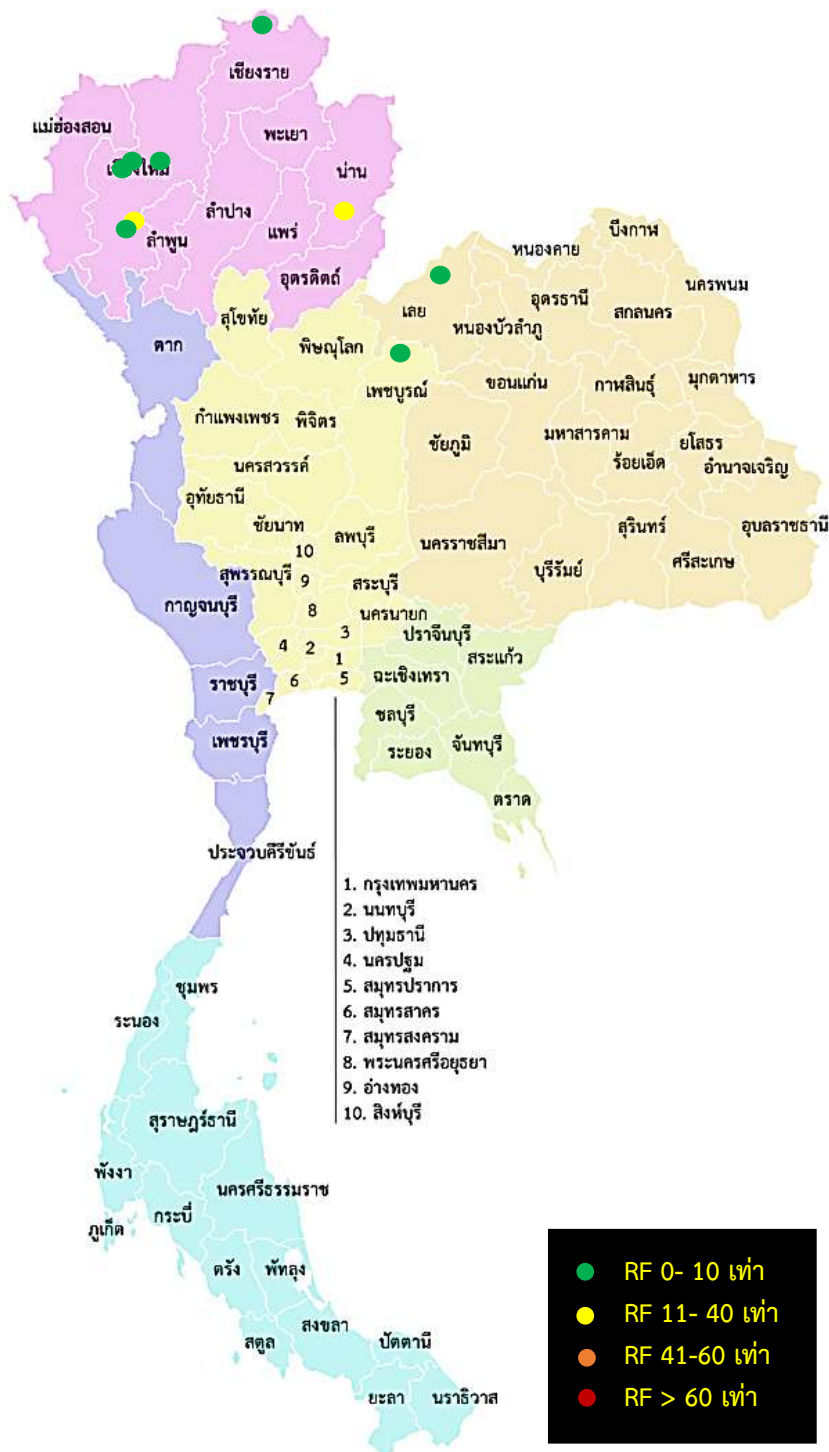 เชียงราย
แม่ฮ่องสอน
พะเยา
เชียงใหม่
น่าน
ลำปาง
ลำพูน
แพร่
อุตรดิตถ์
บึงกาฬ
หนองคาย
นครพนม
อุดรธานี
เลย
สกลนคร
สุโขทัย
หนองบัวลำภู
ตาก
พิษณุโลก
เพชบูรณ์
ขอนแก่น
กาฬสินธุ์
มุกดาหาร
กำแพงเพชร
พิจิตร
ชัยภูมิ
มหาสารคาม
ยโสธร
ร้อยเอ็ด
อำนาจเจริญ
นครสวรรค์
อุทัยธานี
ชัยนาท
ลพบุรี
นครราชสีมา
สุรินทร์
อุบลราชธานี
10
บุรีรัมย์
ศรีสะเกษ
สุพรรณบุรี
9
สระบุรี
กาญจนบุรี
8
นครนายก
3
ปราจีนบุรี
4
2
1
สระแก้ว
ราชบุรี
6
5
ฉะเชิงเทรา
7
ชลบุรี
เพชรบุรี
ระยอง
จันทบุรี
ตราด
ประจวบคีรีขันธ์
1. กรุงเทพมหานคร
2. นนทบุรี
3. ปทุมธานี
4. นครปฐม
5. สมุทรปราการ
6. สมุทรสาคร
7. สมุทรสงคราม
8. พระนครศรีอยุธยา
9. อ่างทอง
10. สิงห์บุรี
ชุมพร
ระนอง
สุราษฎร์ธานี
พังงา
นครศรีธรรมราช
กระบี่
ภูเก็ต
ตรัง
พัทลุง
สงขลา
สตูล
ปัตตานี
ยะลา
นราธิวาส
RF 0- 10 เท่า
RF 11- 40 เท่า
RF 41-60 เท่า
RF > 60 เท่า